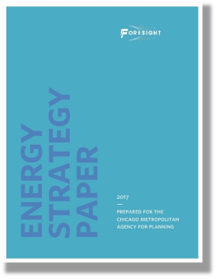 FORESIGHT
ENERGY
STRATEGY
PAPER
2017
PREPARED FOR THE
CHICAGO METROPOLITAN
AGENCY FOR PLANNING